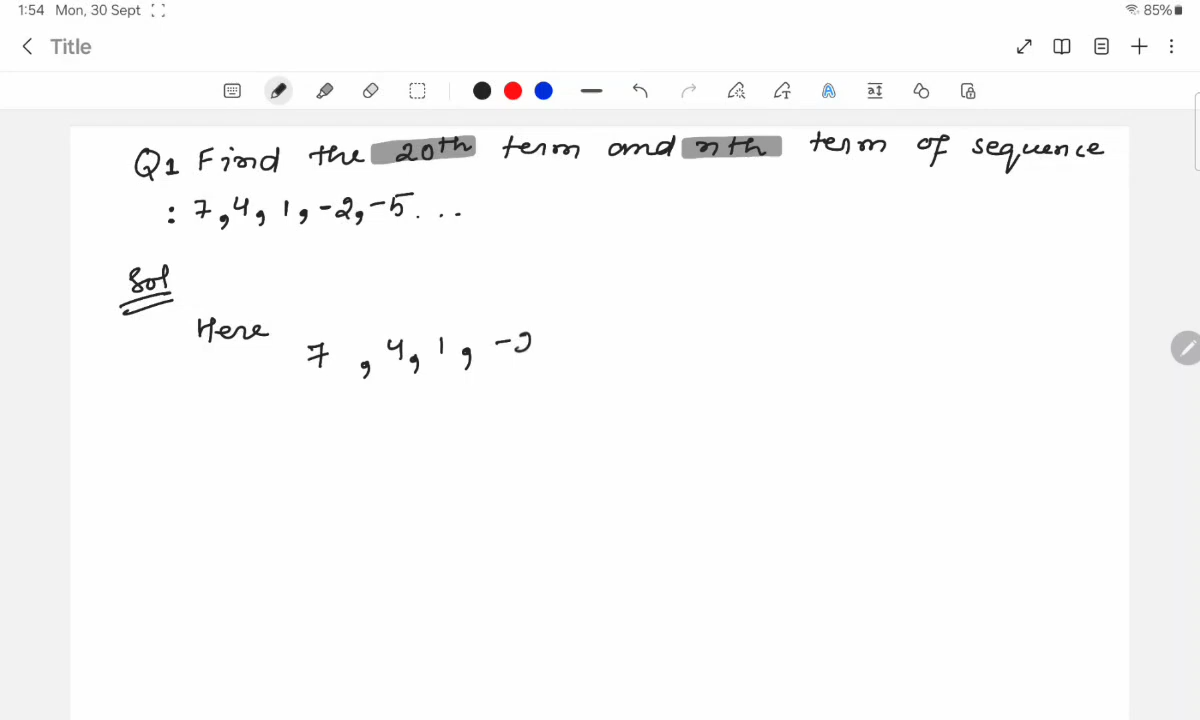 1:54 Mon, 30 Sept 85%
Title
Q1 Find the 20th term and nth term of sequence
: 7, 4, 1, -2, -5...
Sol
Here 7, 4, 1, -